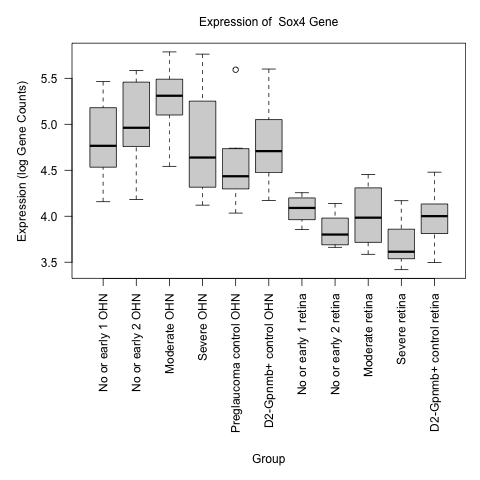 Expression of Sox4 Gene
Expression (log Gene Counts)
5.5
5.0
4.5
4.0
3.5
No or early 1 OHN
No or early 2 OHN
Moderate OHN
Severe OHN
Preglaucoma control OHN
D2-Gpnmb+ control OHN
No or early 1 retina
No or early 2 retina
Moderate retina
Severe retina
D2-Gpnmb+ control retina
Group